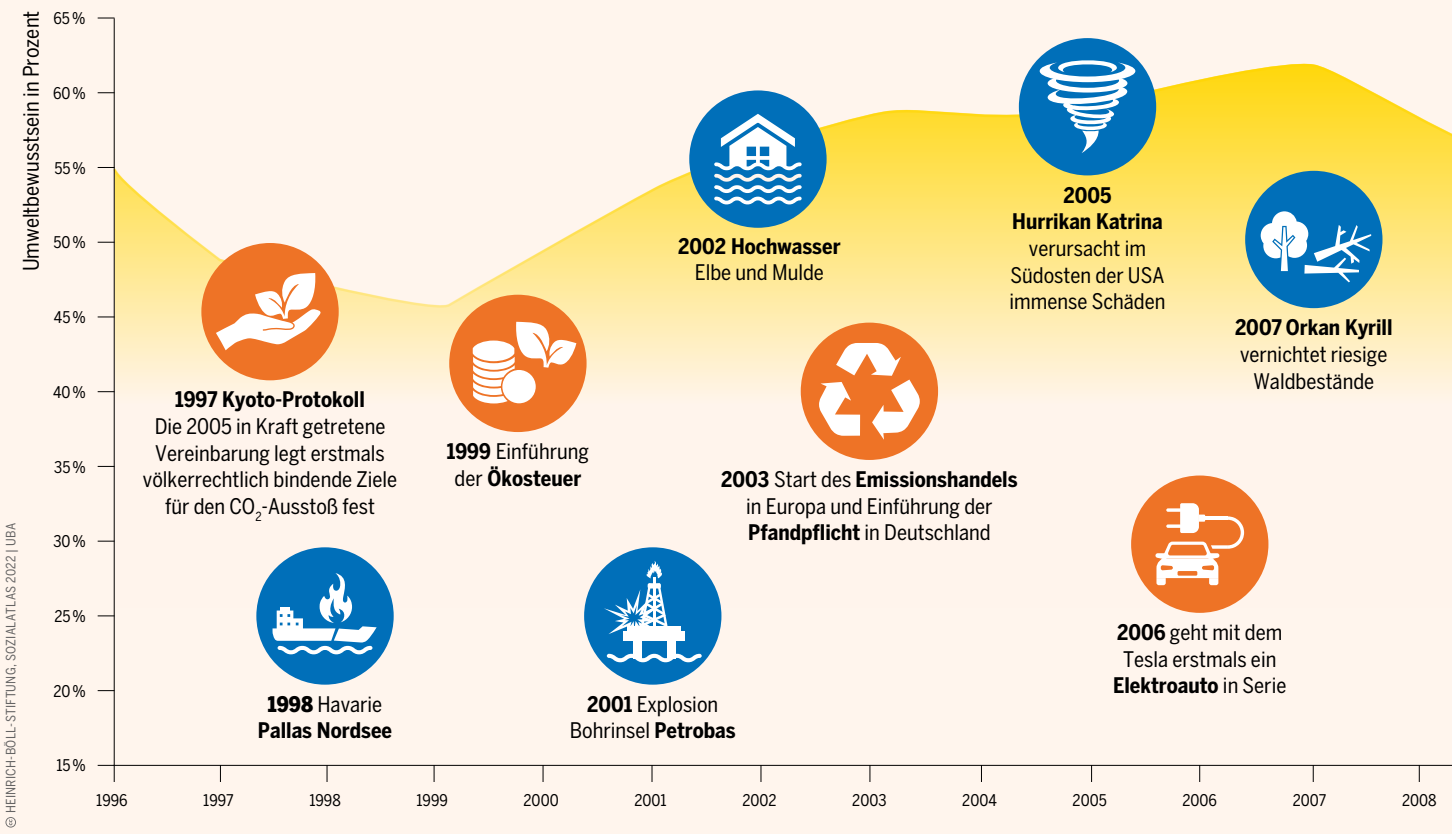 Umweltbewusstsein in Prozent
65 %
60 %
55 %
50 %
45 %
40 %
35 %
30 %
25 %
20 %
15 %
1997 Kyoto-Protokoll
Die 2005 in Kraft getretene
Vereinbarung legt erstmals
völkerrechtlich bindende Ziele
für den CO2-Ausstoß fest
1998 Havarie
Pallas Nordsee
1999 Einführung
der Ökosteuer
2001 Explosion
Bohrinsel Petrobas
2002 Hochwasser
Elbe und Mulde
2003 Start des Emissionshandels
in Europa und Einführung der
Pfandpflicht in Deutschland
2005
Hurrikan Katrina
verursacht im
Südosten der USA
immense Schäden
2006 geht mit dem
Tesla erstmals ein
Elektroauto in Serie
2007 Orkan Kyrill
vernichtet riesige
Waldbestände
1996 1997 1998 1999 2000 2001 2002 2003 2004 2005 2006 2007 2008
cc HEINRICH-BÖLL-STIFTUNG, SOZIALATLAS 2022 | UBA